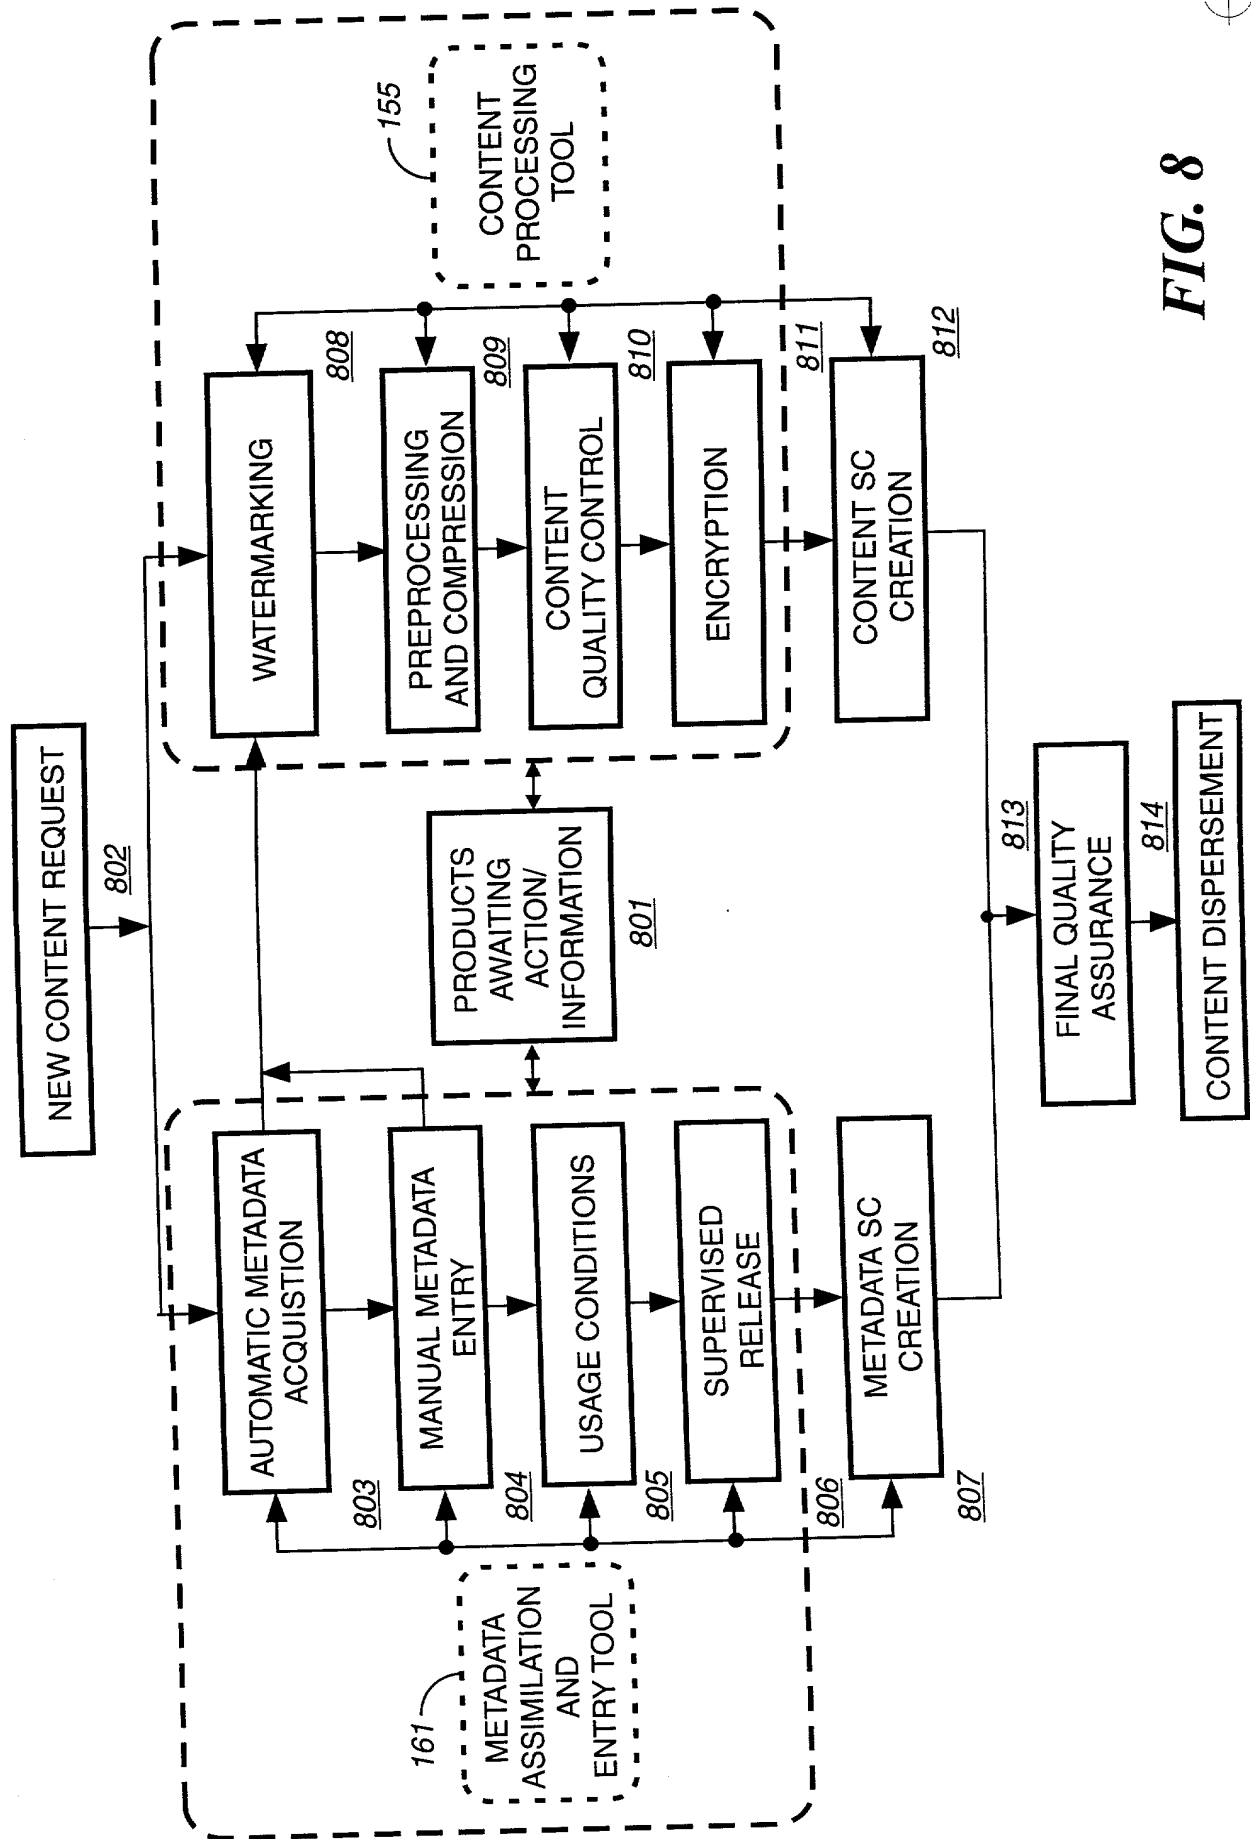 NEW CONTENT REQUEST
802
AUTOMATIC METADATA
ACQUISTION
803
MANUAL METADATA
ENTRY
804
USAGE CONDITIONS
805
SUPERVISED
RELEASE
806
METADATA SC
CREATION
807
161
METADATA
ASSIMILATION
AND
ENTRY TOOL
PRODUCTS
AWAITING
ACTION/
INFORMATION
801
WATERMARKING
808
PREPROCESSING
AND COMPRESSION
809
CONTENT
QUALITY CONTROL
810
ENCRYPTION
811
CONTENT SC
CREATION
812
155
CONTENT
PROCESSING
TOOL
813
FINAL QUALITY
ASSURANCE
814
CONTENT DISPERSEMENT
FIG. 8